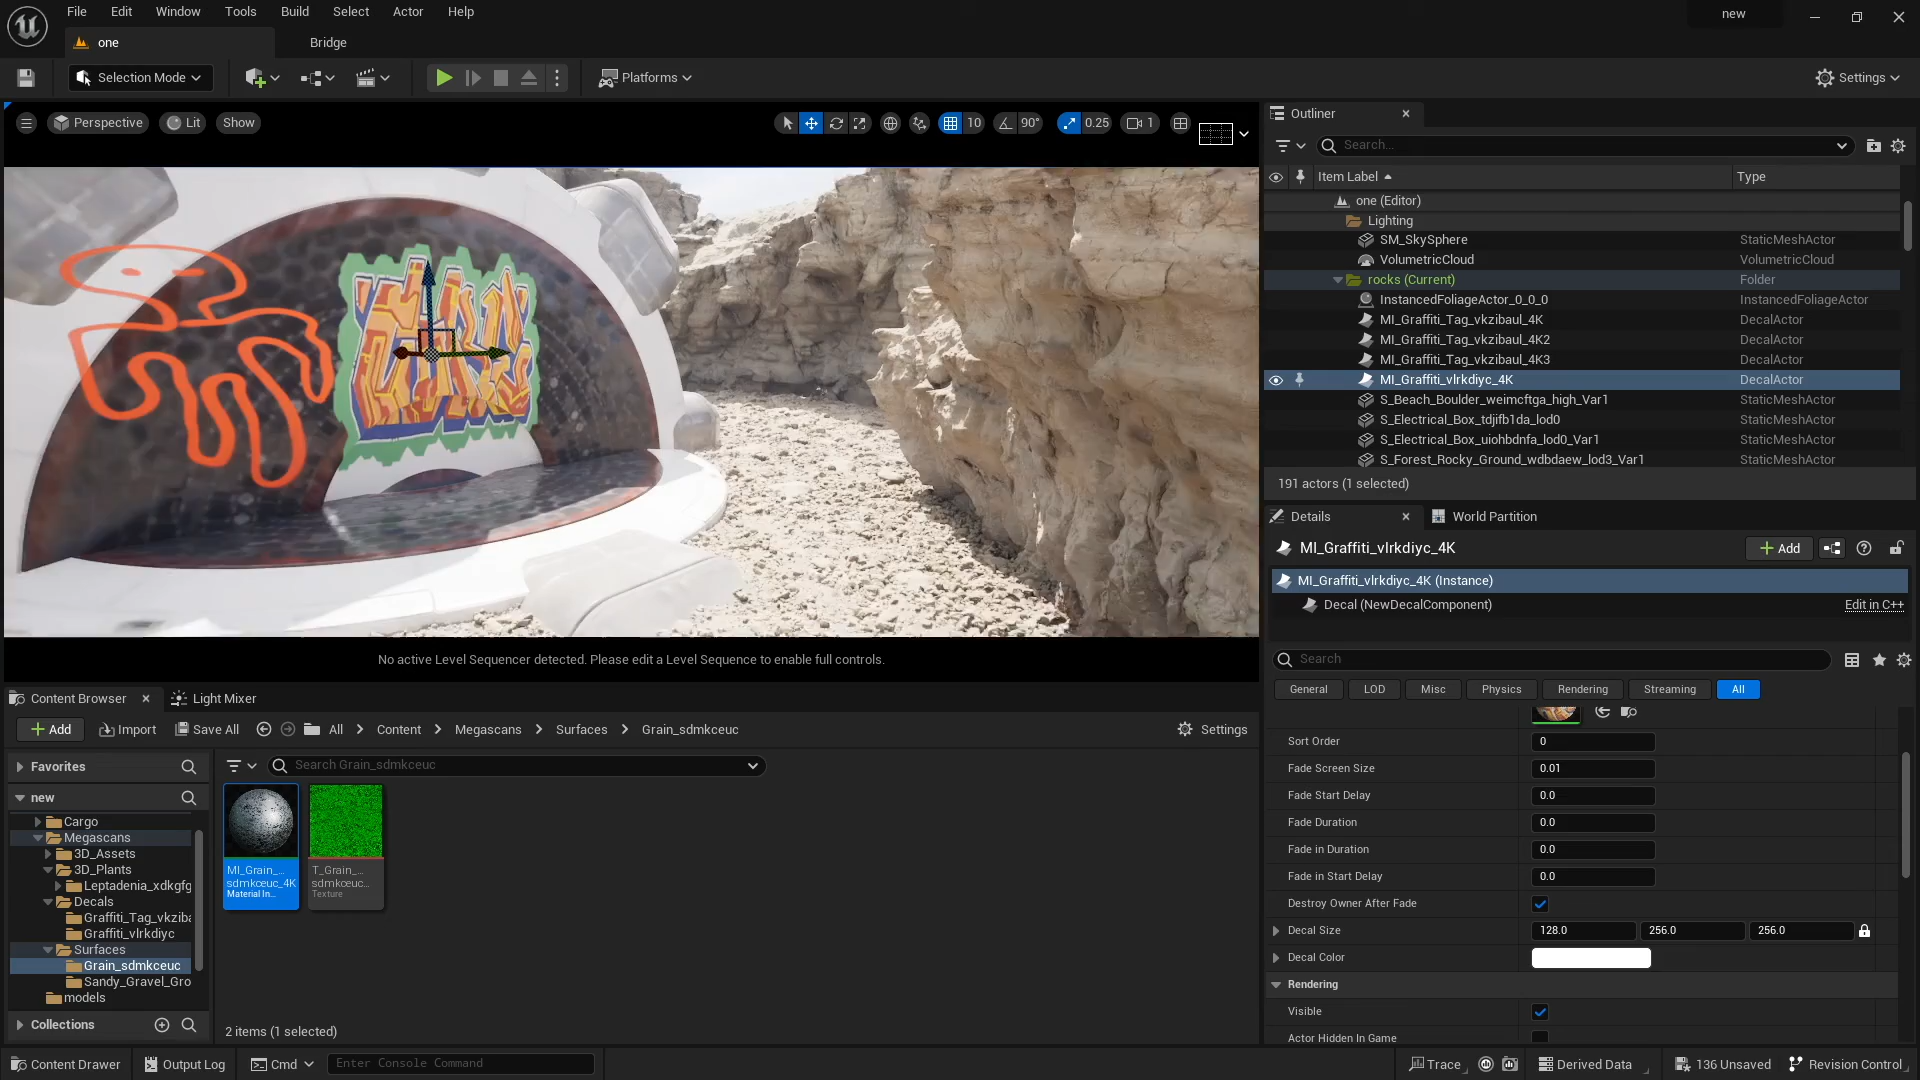 File Edit Window Tools Build Select Actor Help
new
one
Bridge
Selection Mode
Platforms
Settings
Perspective
Lit
Show
10
90°
0.25
1
No active Level Sequencer detected. Please edit a Level Sequence to enable full controls.
Outliner
Search...
Item Label Type
one (Editor)
Lighting
SM_SkySphere StaticMeshActor
VolumetricCloud VolumetricCloud
rocks (Current) Folder
InstancedFoliageActor_0_0_0 InstancedFoliageActor
MI_Graffiti_Tag_vkzibaul_4K DecalActor
MI_Graffiti_Tag_vkzibaul_4K2 DecalActor
MI_Graffiti_Tag_vkzibaul_4K3 DecalActor
MI_Graffiti_vlrkdiyc_4K DecalActor
S_Beach_Boulder_weimcftga_high_Var1 StaticMeshActor
S_Electrical_Box_tdjifb1da_lod0 StaticMeshActor
S_Electrical_Box_uiohbdnfa_lod0_Var1 StaticMeshActor
S_Forest_Rocky_Ground_wdbdaew_lod3_Var1 StaticMeshActor
191 actors (1 selected)
Details
World Partition
MI_Graffiti_vlrkdiyc_4K
Add
MI_Graffiti_vlrkdiyc_4K (Instance)
Decal (NewDecalComponent) Edit in C++
Search
General LOD Misc Physics Rendering Streaming All
Sort Order 0
Fade Screen Size 0.01
Fade Start Delay 0.0
Fade Duration 0.0
Fade in Duration 0.0
Fade in Start Delay 0.0
Destroy Owner After Fade
Decal Size 128.0 256.0 256.0
Decal Color
Rendering
Visible
Actor Hidden In Game
Content Browser
Light Mixer
Add Import Save All All Content Megascans Surfaces Grain_sdmkceuc Settings
Favorites
new
Cargo
Megascans
3D_Assets
3D_Plants
Leptadenia_xdkgfg
Decals
Graffiti_Tag_vkziba
Graffiti_vlrkdiyc
Surfaces
Grain_sdmkceuc
Sandy_Gravel_Gro
models
Collections
Search Grain_sdmkceuc
MI_Grain_...
sdmkceuc_4K
Material In...
T_Grain_...
sdmkceuc...
Texture
2 items (1 selected)
Content Drawer
Output Log
Cmd
Enter Console Command
Trace
Derived Data
136 Unsaved
Revision Control